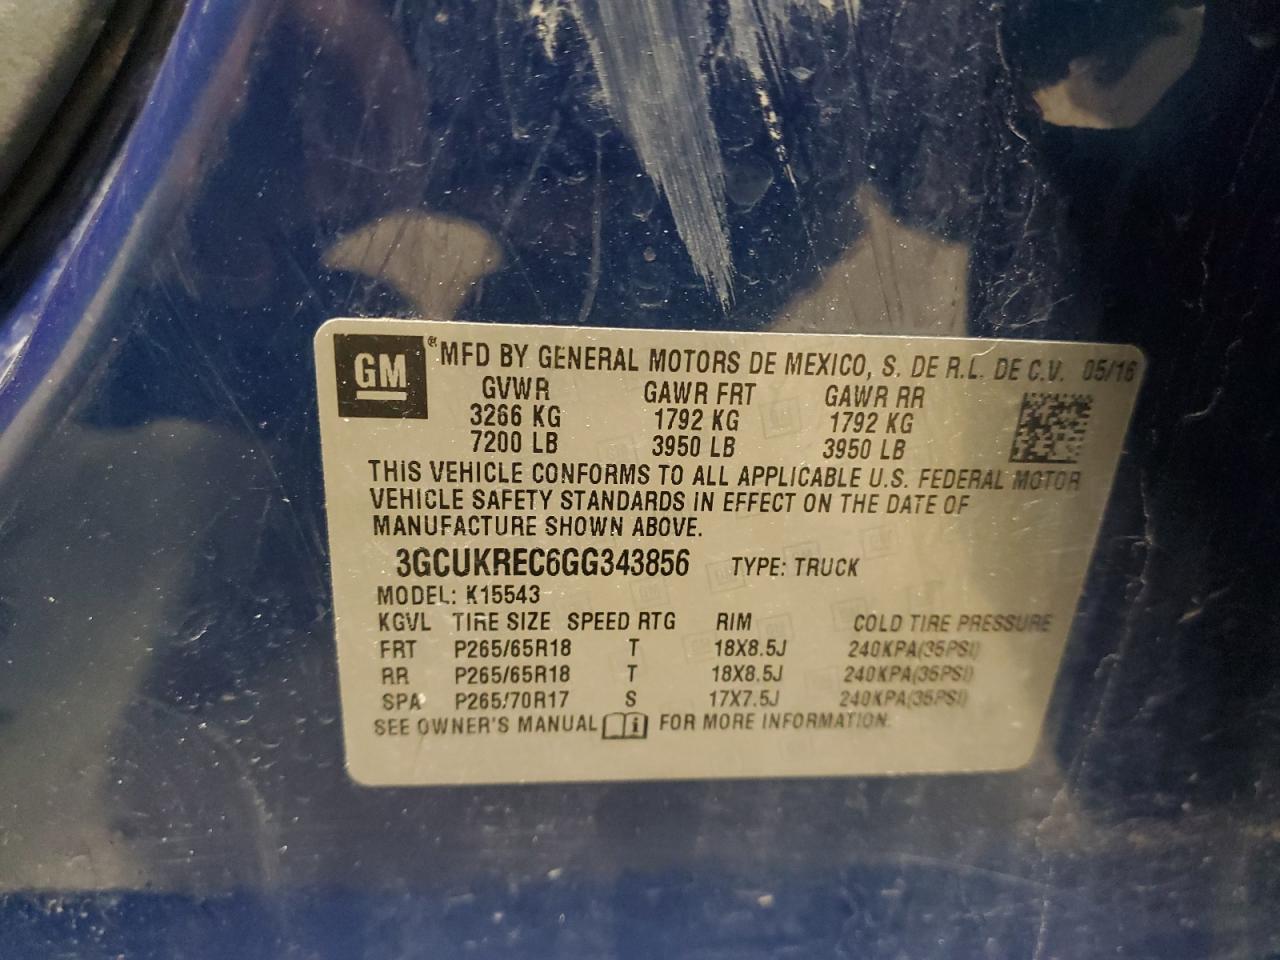 GM ® MFD BY GENERAL MOTORS DE MEXICO, S. DE R.L. DE C.V. 05/16
GVWR GAWR FRT GAWR RR
3266 KG 1792 KG 1792 KG
7200 LB 3950 LB 3950 LB
THIS VEHICLE CONFORMS TO ALL APPLICABLE U.S. FEDERAL MOTOR
VEHICLE SAFETY STANDARDS IN EFFECT ON THE DATE OF
MANUFACTURE SHOWN ABOVE.
3GCUKREC6GG343856 TYPE: TRUCK
MODEL: K15543
KGVL TIRE SIZE SPEED RTG RIM COLD TIRE PRESSURE
FRT P265/65R18 T 18X8.5J 240KPA(35PSI)
RR P265/65R18 T 18X8.5J 240KPA(35PSI)
SPA P265/70R17 S 17X7.5J 240KPA(35PSI)
SEE OWNER'S MANUAL i FOR MORE INFORMATION.